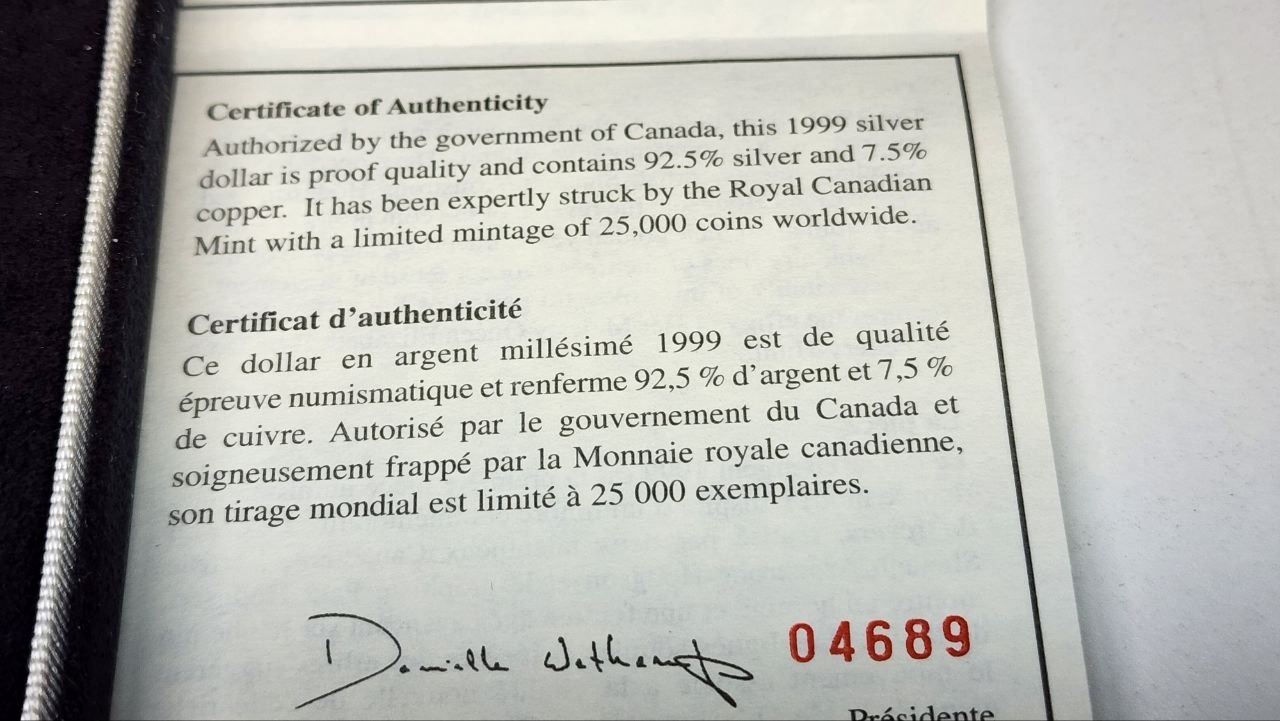 Certificate of Authenticity
Authorized by the government of Canada, this 1999 silver
dollar is proof quality and contains 92.5% silver and 7.5%
copper. It has been expertly struck by the Royal Canadian
Mint with a limited mintage of 25,000 coins worldwide.
Certificat d'authenticité
Ce dollar en argent millésimé 1999 est de qualité
épreuve numismatique et renferme 92,5 % d'argent et 7,5 %
de cuivre. Autorisé par le gouvernement du Canada et
soigneusement frappé par la Monnaie royale canadienne,
son tirage mondial est limité à 25 000 exemplaires.
Danielle 04689
Présidente